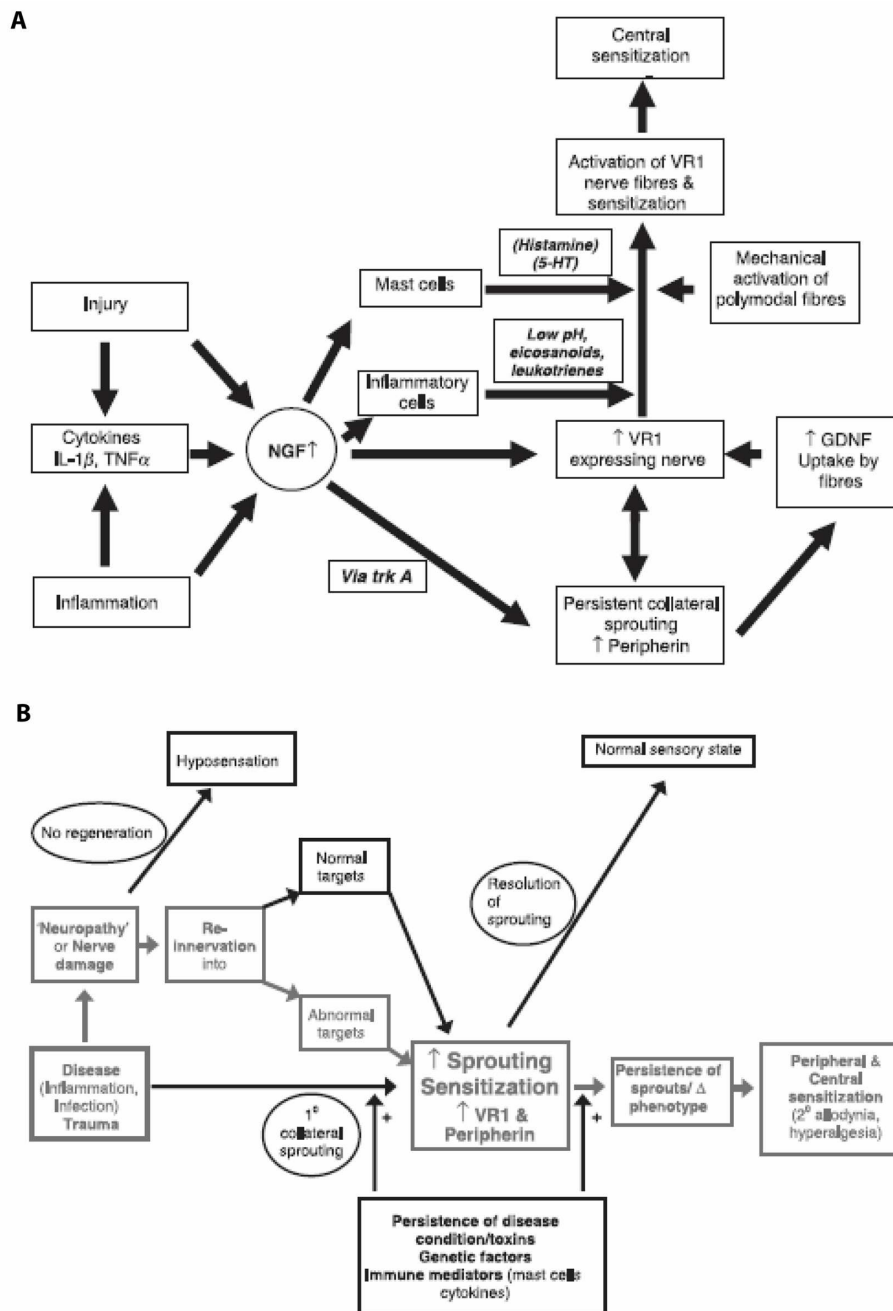 A
Central
sensitization
Activation of VR1
nerve fibres &
sensitization
(Histamine)
(5-HT)
Mechanical
activation of
polymodal fibres
Mast cells
Injury
Low pH,
eicosanoids,
leukotrienes
Inflammatory
cells
Cytokines
IL-1β, TNFα
NGF↑
↑ VR1
expressing nerve
↑ GDNF
Uptake by
fibres
Via trk A
Inflammation
Persistent collateral
sprouting
↑ Peripherin
B
Hyposensation
Normal sensory state
No regeneration
Normal
targets
Resolution
of
sprouting
'Neuropathy'
or Nerve
damage
Re-
innervation
into
Abnormal
targets
Disease
(Inflammation,
Infection)
Trauma
↑ Sprouting
Sensitization
↑ VR1 &
Peripherin
Persistence of
sprouts/ Δ
phenotype
Peripheral &
Central
sensitization
(2⁰ allodynia,
hyperalgesia)
1⁰
collateral
sprouting
+
+
Persistence of disease
condition/toxins
Genetic factors
Immune mediators (mast cells
cytokines)